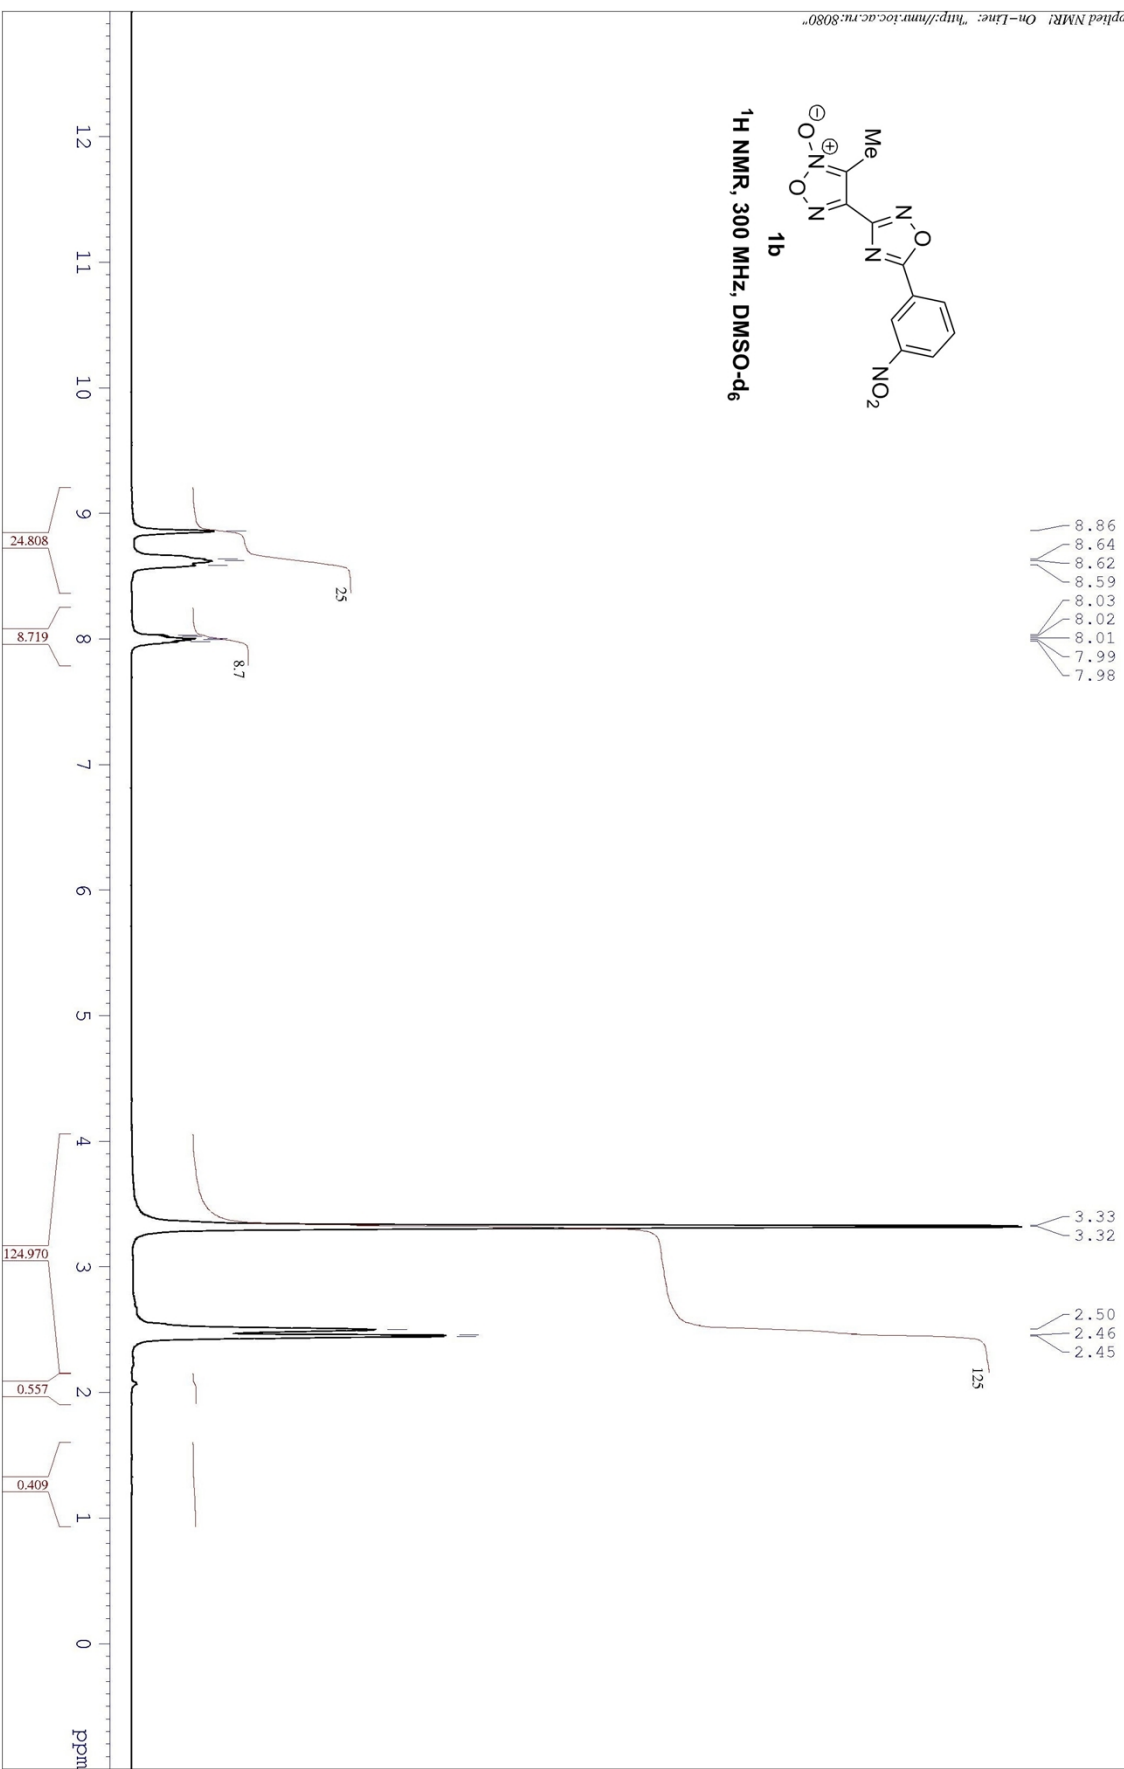 pplied NMR! On-Line: "http://nmr.ioc.ac.ru:8080"
Me
N
O
N
O
⊖
O
N
⊕
O
N
N
NO2
1b
1H NMR, 300 MHz, DMSO-d6
8.86
8.64
8.62
8.59
8.03
8.02
8.01
7.99
7.98
3.33
3.32
2.50
2.46
2.45
25
8.7
125
12
11
10
9
8
7
6
5
4
3
2
1
0
ppm
24.808
8.719
124.970
0.557
0.409